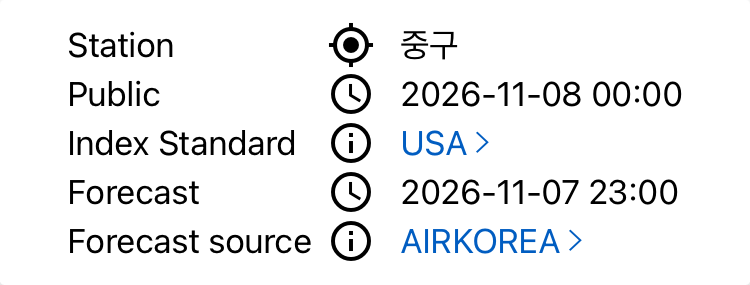 Station 중구
Public 2026-11-08 00:00
Index Standard USA >
Forecast 2026-11-07 23:00
Forecast source AIRKOREA >